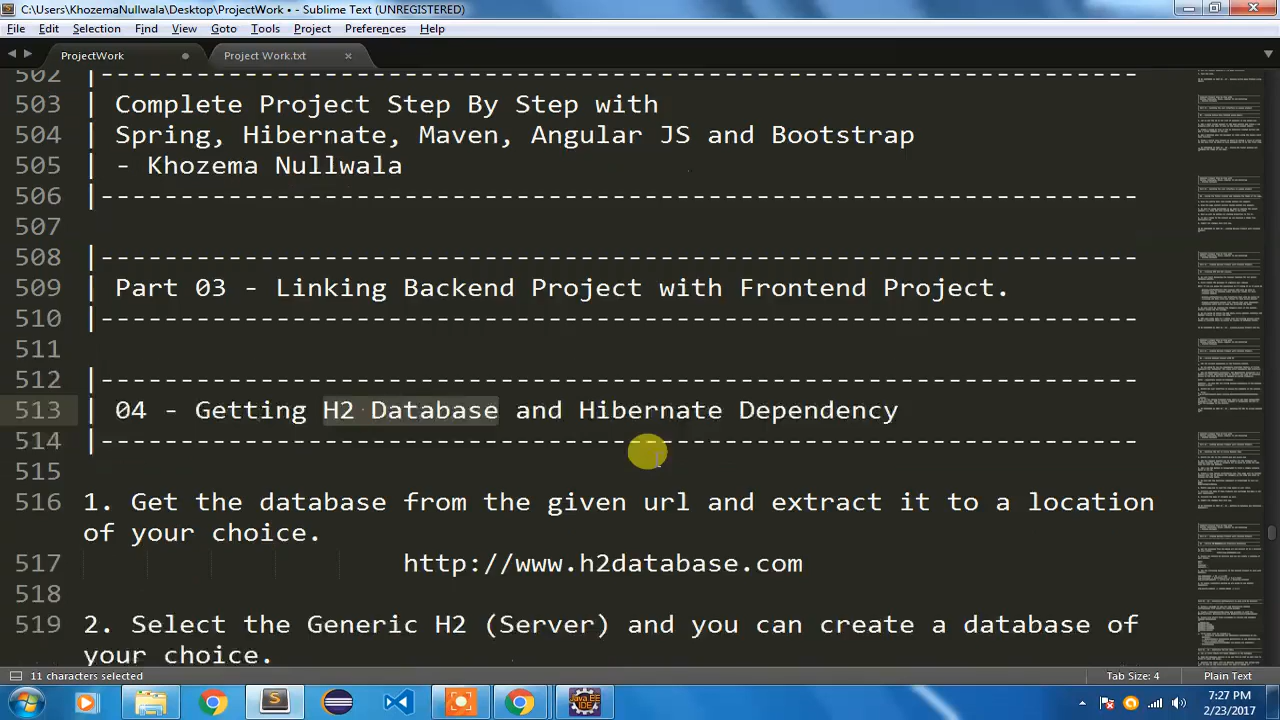 C:\Users\KhozemaNullwala\Desktop\ProjectWork • - Sublime Text (UNREGISTERED)
File Edit Selection Find View Goto Tools Project Preferences Help
ProjectWork Project Work.txt
502 |-----------------------------------------------------------------
503 | Complete Project Step By Step with
504 | Spring, Hibernate, Maven, Angular JS and Bootstrap
505 | - Khozema Nullwala
506 |-----------------------------------------------------------------
507
508 |-----------------------------------------------------------------
509 | Part 03 - Linking Backend Project with Frontend Project.
510 |-----------------------------------------------------------------
511
512 |-----------------------------------------------------------------
513 | 04 - Getting H2 Database and Hibernate Dependency
514 |-----------------------------------------------------------------
515
516 1. Get the database from the given url and extract it to a location
of your choice.
517 http://www.h2database.com
518
519 2. Select the Generic H2 (Server) and you can create a database of
your choice.
11 characters selected Tab Size: 4 Plain Text
Java EE
IDE
7:27 PM
2/23/2017